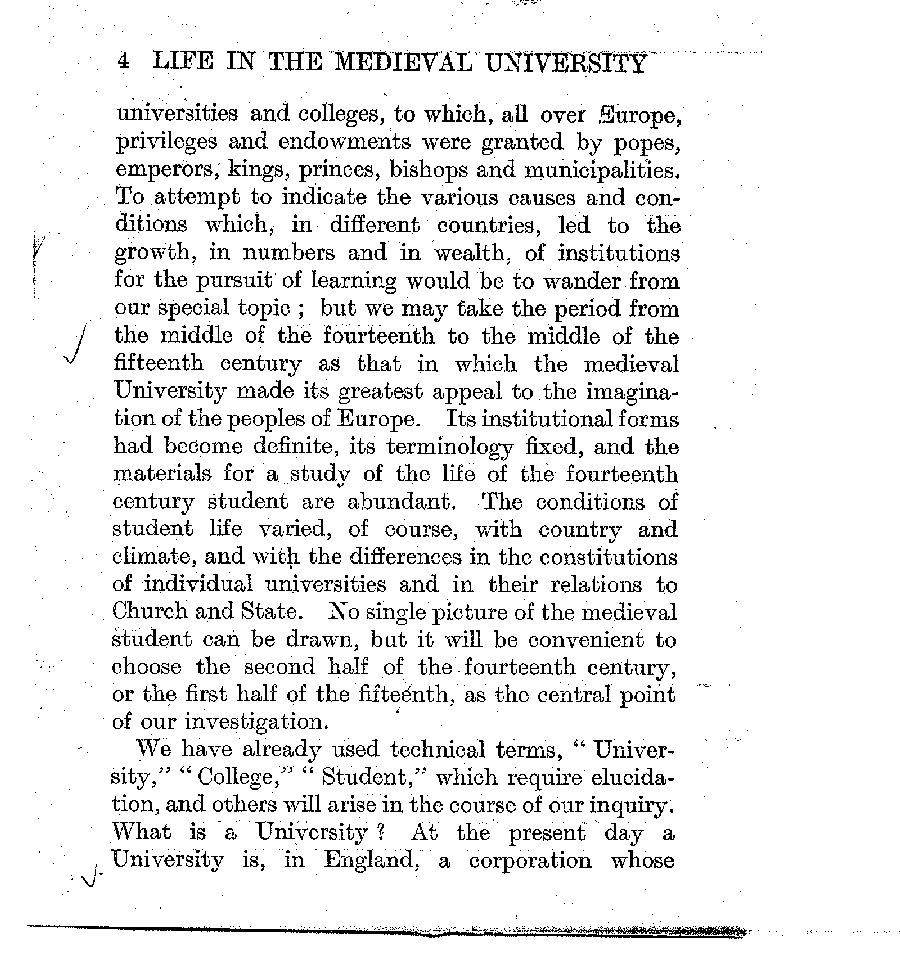 4 LIFE IN THE MEDIEVAL UNIVERSITY
universities and colleges, to which, all over Europe,
privileges and endowments were granted by popes,
emperors, kings, princes, bishops and municipalities.
To attempt to indicate the various causes and con-
ditions which, in different countries, led to the
growth, in numbers and in wealth, of institutions
for the pursuit of learning would be to wander from
our special topic ; but we may take the period from
the middle of the fourteenth to the middle of the
fifteenth century as that in which the medieval
University made its greatest appeal to the imagina-
tion of the peoples of Europe. Its institutional forms
had become definite, its terminology fixed, and the
materials for a study of the life of the fourteenth
century student are abundant. The conditions of
student life varied, of course, with country and
climate, and with the differences in the constitutions
of individual universities and in their relations to
Church and State. No single picture of the medieval
student can be drawn, but it will be convenient to
choose the second half of the fourteenth century,
or the first half of the fifteenth, as the central point
of our investigation.
We have already used technical terms, “ Univer-
sity,” “ College,” “ Student,” which require elucida-
tion, and others will arise in the course of our inquiry.
What is a University ? At the present day a
University is, in England, a corporation whose